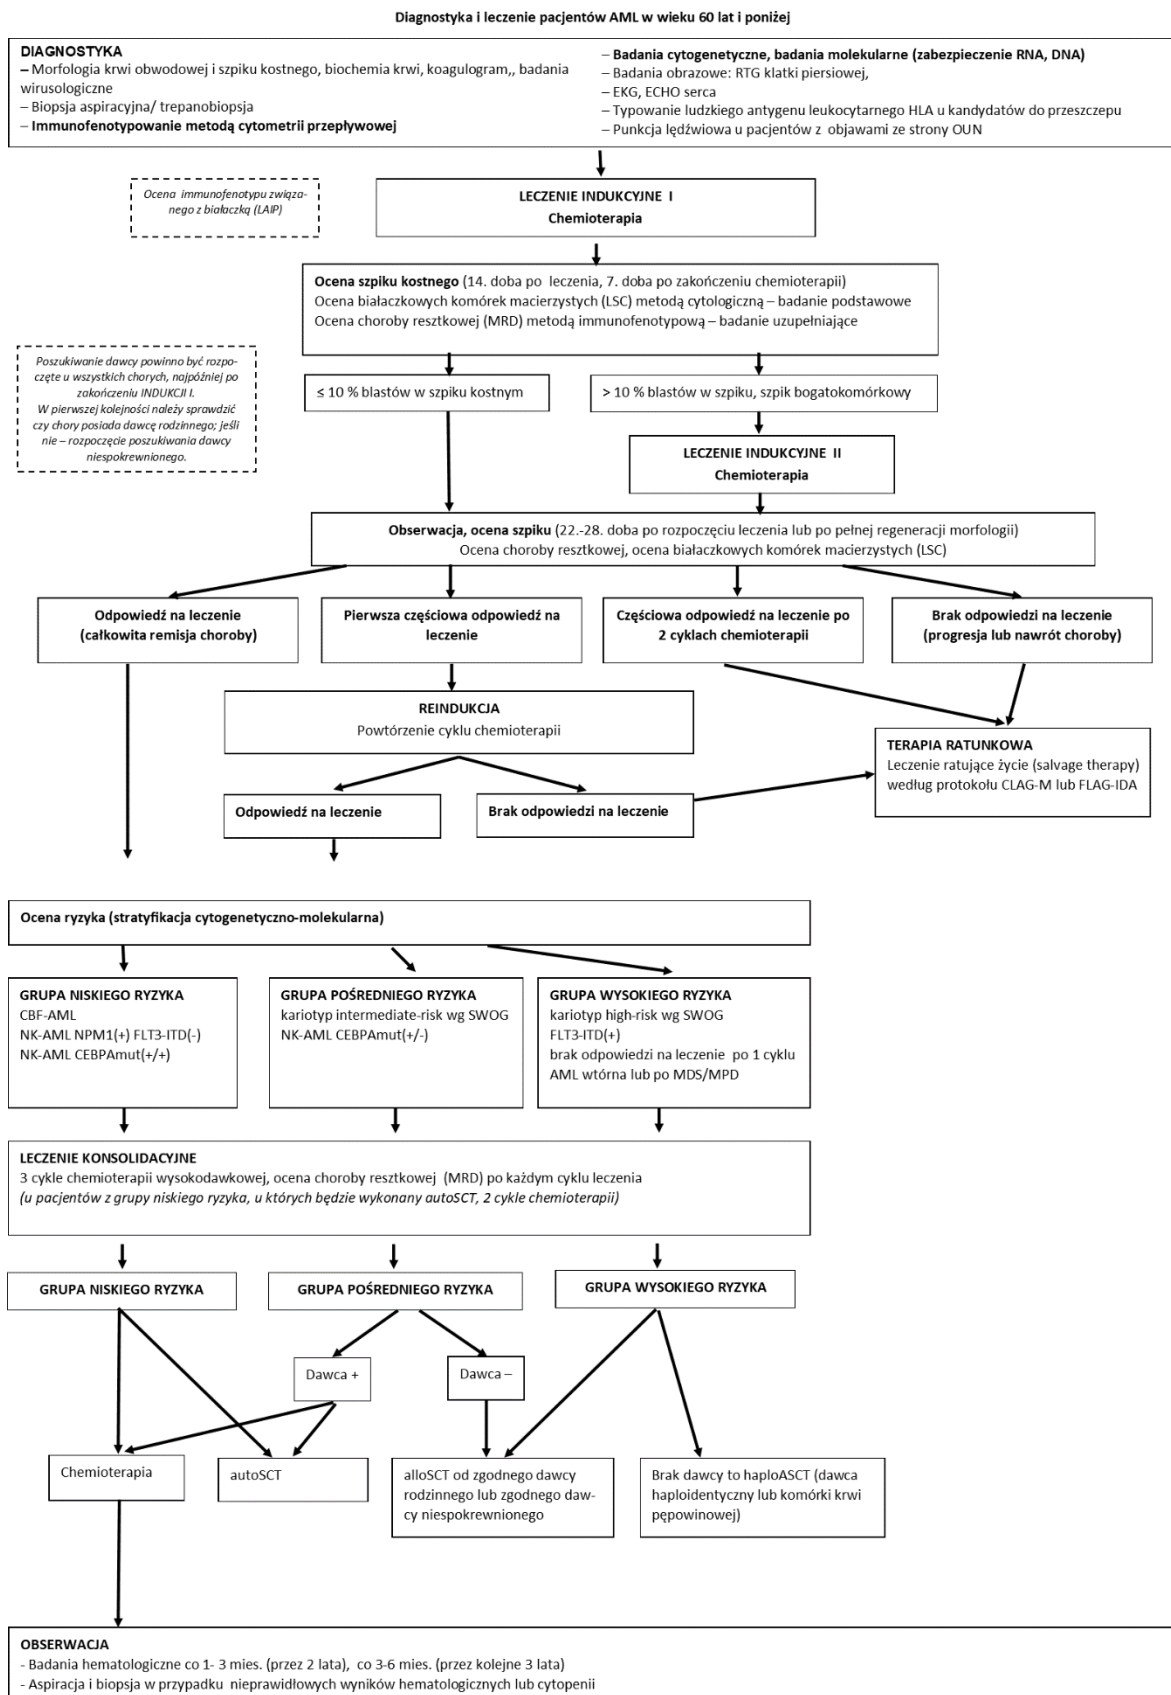 Diagnostyka i leczenie pacjentów AML w wieku 60 lat i poniżej
DIAGNOSTYKA
– Morfologia krwi obwodowej i szpiku kostnego, biochemia krwi, koagulogram,, badania
wirusologiczne
– Biopsja aspiracyjna/ trepanobiopsja
– Immunofenotypowanie metodą cytometrii przepływowej
– Badania cytogenetyczne, badania molekularne (zabezpieczenie RNA, DNA)
– Badania obrazowe: RTG klatki piersiowej,
– EKG, ECHO serca
– Typowanie ludzkiego antygenu leukocytarnego HLA u kandydatów do przeszczepu
– Punkcja lędźwiowa u pacjentów z objawami ze strony OUN
Ocena immunofenotypu związa-
nego z białaczką (LAIP)
LECZENIE INDUKCYJNE I
Chemioterapia
Ocena szpiku kostnego (14. doba po leczenia, 7. doba po zakończeniu chemioterapii)
Ocena białaczkowych komórek macierzystych (LSC) metodą cytologiczną – badanie podstawowe
Ocena choroby resztkowej (MRD) metodą immunofenotypową – badanie uzupełniające
Poszukiwanie dawcy powinno być rozpo-
częte u wszystkich chorych, najpóźniej po
zakończeniu INDUKCJI I.
W pierwszej kolejności należy sprawdzić
czy chory posiada dawcę rodzinnego; jeśli
nie – rozpoczęcie poszukiwania dawcy
niespokrewnionego.
≤ 10 % blastów w szpiku kostnym
> 10 % blastów w szpiku, szpik bogatokomórkowy
LECZENIE INDUKCYJNE II
Chemioterapia
Obserwacja, ocena szpiku (22.-28. doba po rozpoczęciu leczenia lub po pełnej regeneracji morfologii)
Ocena choroby resztkowej, ocena białaczkowych komórek macierzystych (LSC)
Odpowiedź na leczenie
(całkowita remisja choroby)
Pierwsza częściowa odpowiedź na
leczenie
Częściowa odpowiedź na leczenie po
2 cyklach chemioterapii
Brak odpowiedzi na leczenie
(progresja lub nawrót choroby)
REINDUKCJA
Powtórzenie cyklu chemioterapii
TERAPIA RATUNKOWA
Leczenie ratujące życie (salvage therapy)
według protokołu CLAG-M lub FLAG-IDA
Odpowiedź na leczenie
Brak odpowiedzi na leczenie
Ocena ryzyka (stratyfikacja cytogenetyczno-molekularna)
GRUPA NISKIEGO RYZYKA
CBF-AML
NK-AML NPM1(+) FLT3-ITD(-)
NK-AML CEBPAmut(+/+)
GRUPA POŚREDNIEGO RYZYKA
kariotyp intermediate-risk wg SWOG
NK-AML CEBPAmut(+/-)
GRUPA WYSOKIEGO RYZYKA
kariotyp high-risk wg SWOG
FLT3-ITD(+)
brak odpowiedzi na leczenie po 1 cyklu
AML wtórna lub po MDS/MPD
LECZENIE KONSOLIDACYJNE
3 cykle chemioterapii wysokodawkowej, ocena choroby resztkowej (MRD) po każdym cyklu leczenia
(u pacjentów z grupy niskiego ryzyka, u których będzie wykonany autoSCT, 2 cykle chemioterapii)
GRUPA NISKIEGO RYZYKA
GRUPA POŚREDNIEGO RYZYKA
GRUPA WYSOKIEGO RYZYKA
Dawca +
Dawca –
Chemioterapia
autoSCT
alloSCT od zgodnego dawcy
rodzinnego lub zgodnego daw-
cy niespokrewnionego
Brak dawcy to haploASCT (dawca
haploidentyczny lub komórki krwi
pępowinowej)
OBSERWACJA
- Badania hematologiczne co 1- 3 mies. (przez 2 lata), co 3-6 mies. (przez kolejne 3 lata)
- Aspiracja i biopsja w przypadku nieprawidłowych wyników hematologicznych lub cytopenii